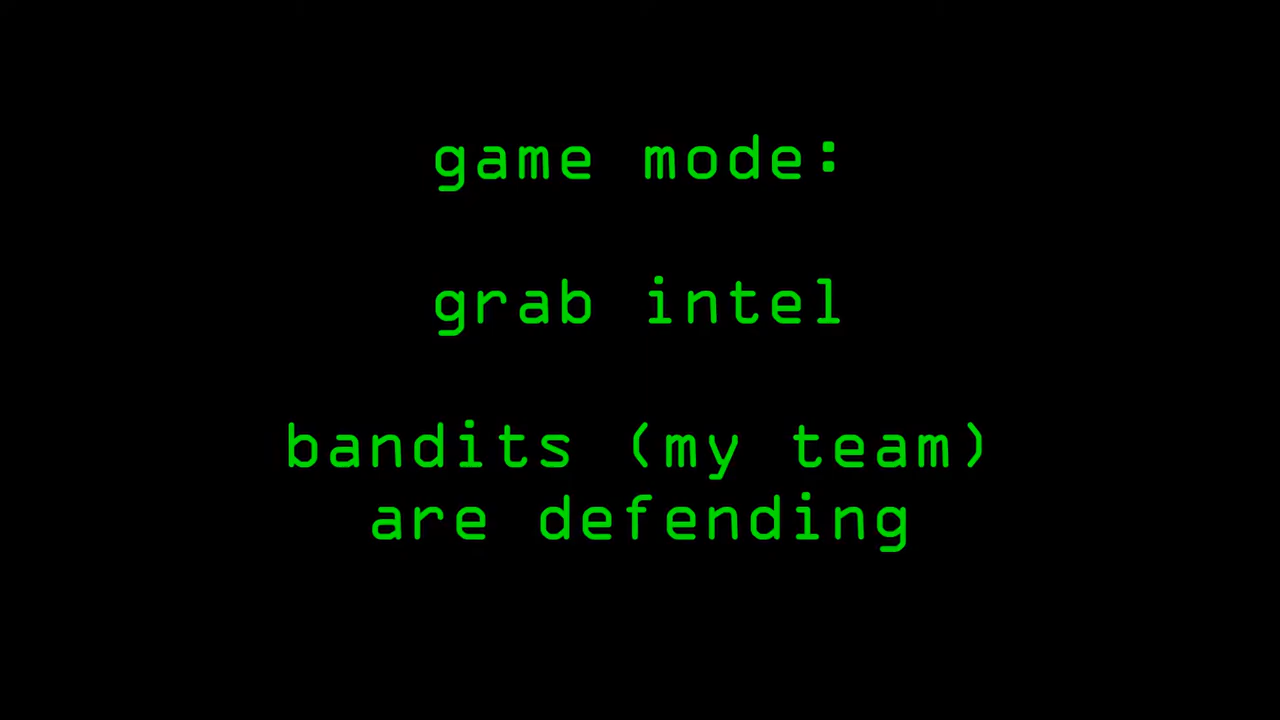 game mode:
grab intel
bandits (my team)
are defending